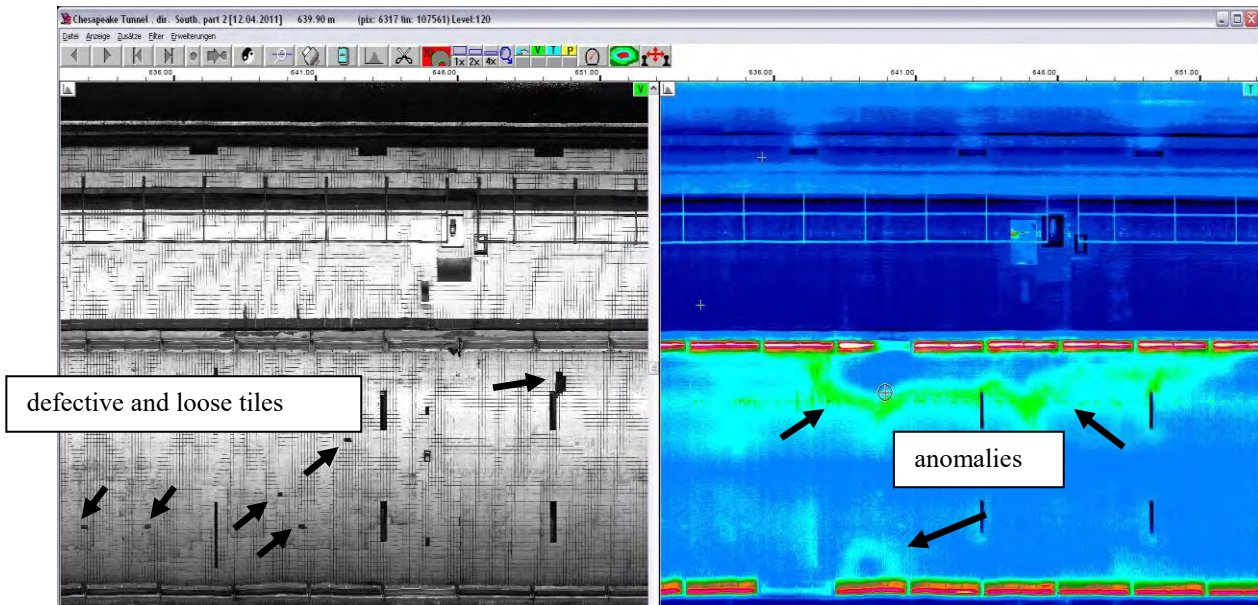 Chesapeake Tunnel , dir. South, part 2 [12.04.2011] 639.90 m (pix: 6317 lin: 107561) Level:120
Datei Anzeige Zusätze Filter Erweiterungen
1x 2x 4x V T P
636.00 641.00 646.00 651.00 636.00 641.00 646.00 651.00
V T
defective and loose tiles
anomalies